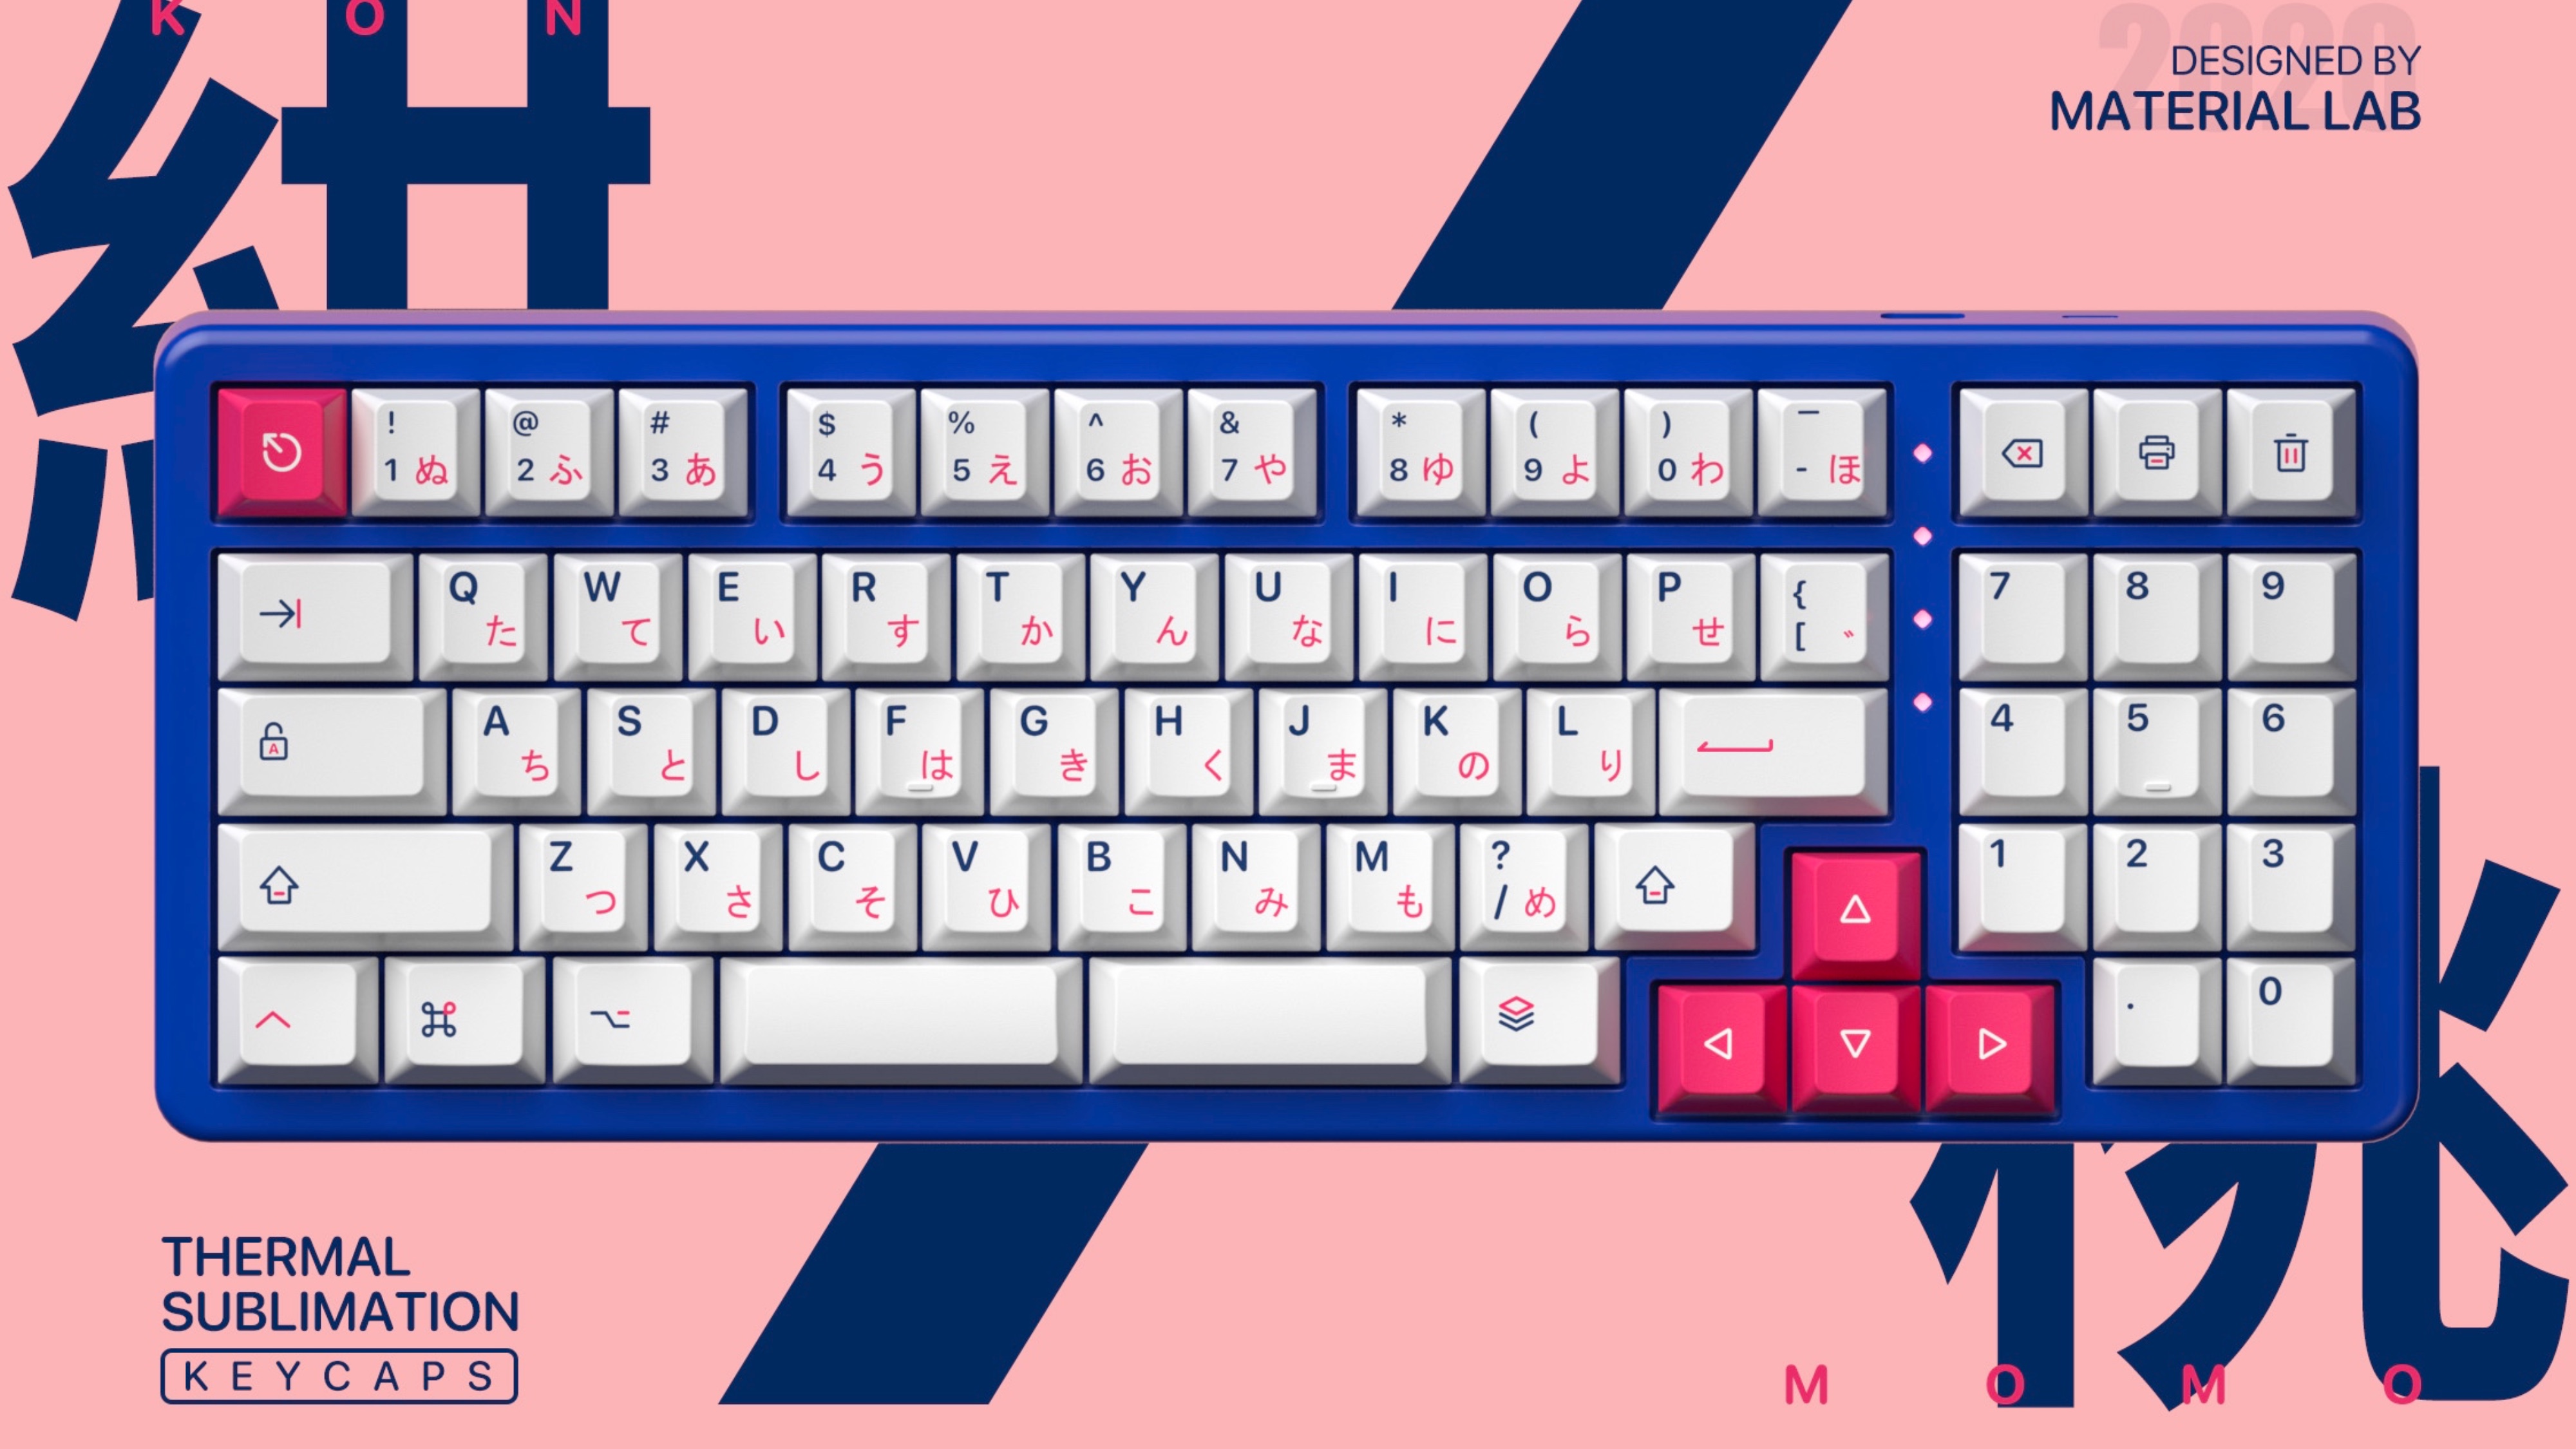 K O N
紺
2020
DESIGNED BY
MATERIAL LAB
! 1 ぬ @ 2 ふ # 3 あ $ 4 う % 5 え ^ 6 お & 7 や * 8 ゆ ( 9 よ ) 0 わ — - ほ
Q た W て E い R す T か Y ん U な I に O ら P せ { [ ゛ 7 8 9
A A ち S と D し F は G き H く J ま K の L り 4 5 6
Z つ X さ C そ V ひ B こ N み M も ? / め 1 2 3
. 0
桃
THERMAL
SUBLIMATION
KEYCAPS
M O M O